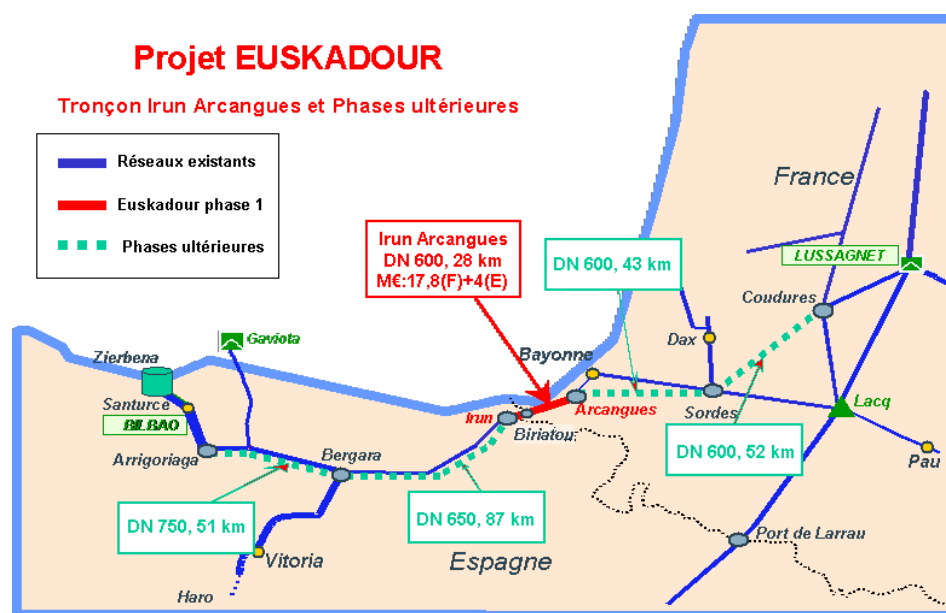 Projet EUSKADOUR
Tronçon Irun Arcangues et Phases ultérieures
Réseaux existants
Euskadour phase 1
Phases ultérieures
France
Irun Arcangues
DN 600, 28 km
M€:17,8(F)+4(E)
DN 600, 43 km
LUSSAGNET
Coudures
Gaviota
Dax
Zierbena
Bayonne
Santurce
BILBAO
Irun
Biriatou
Arcangues
Sordes
Lacq
Arrigoriaga
Bergara
DN 600, 52 km
Pau
DN 750, 51 km
DN 650, 87 km
Port de Larrau
Vitoria
Espagne
Haro